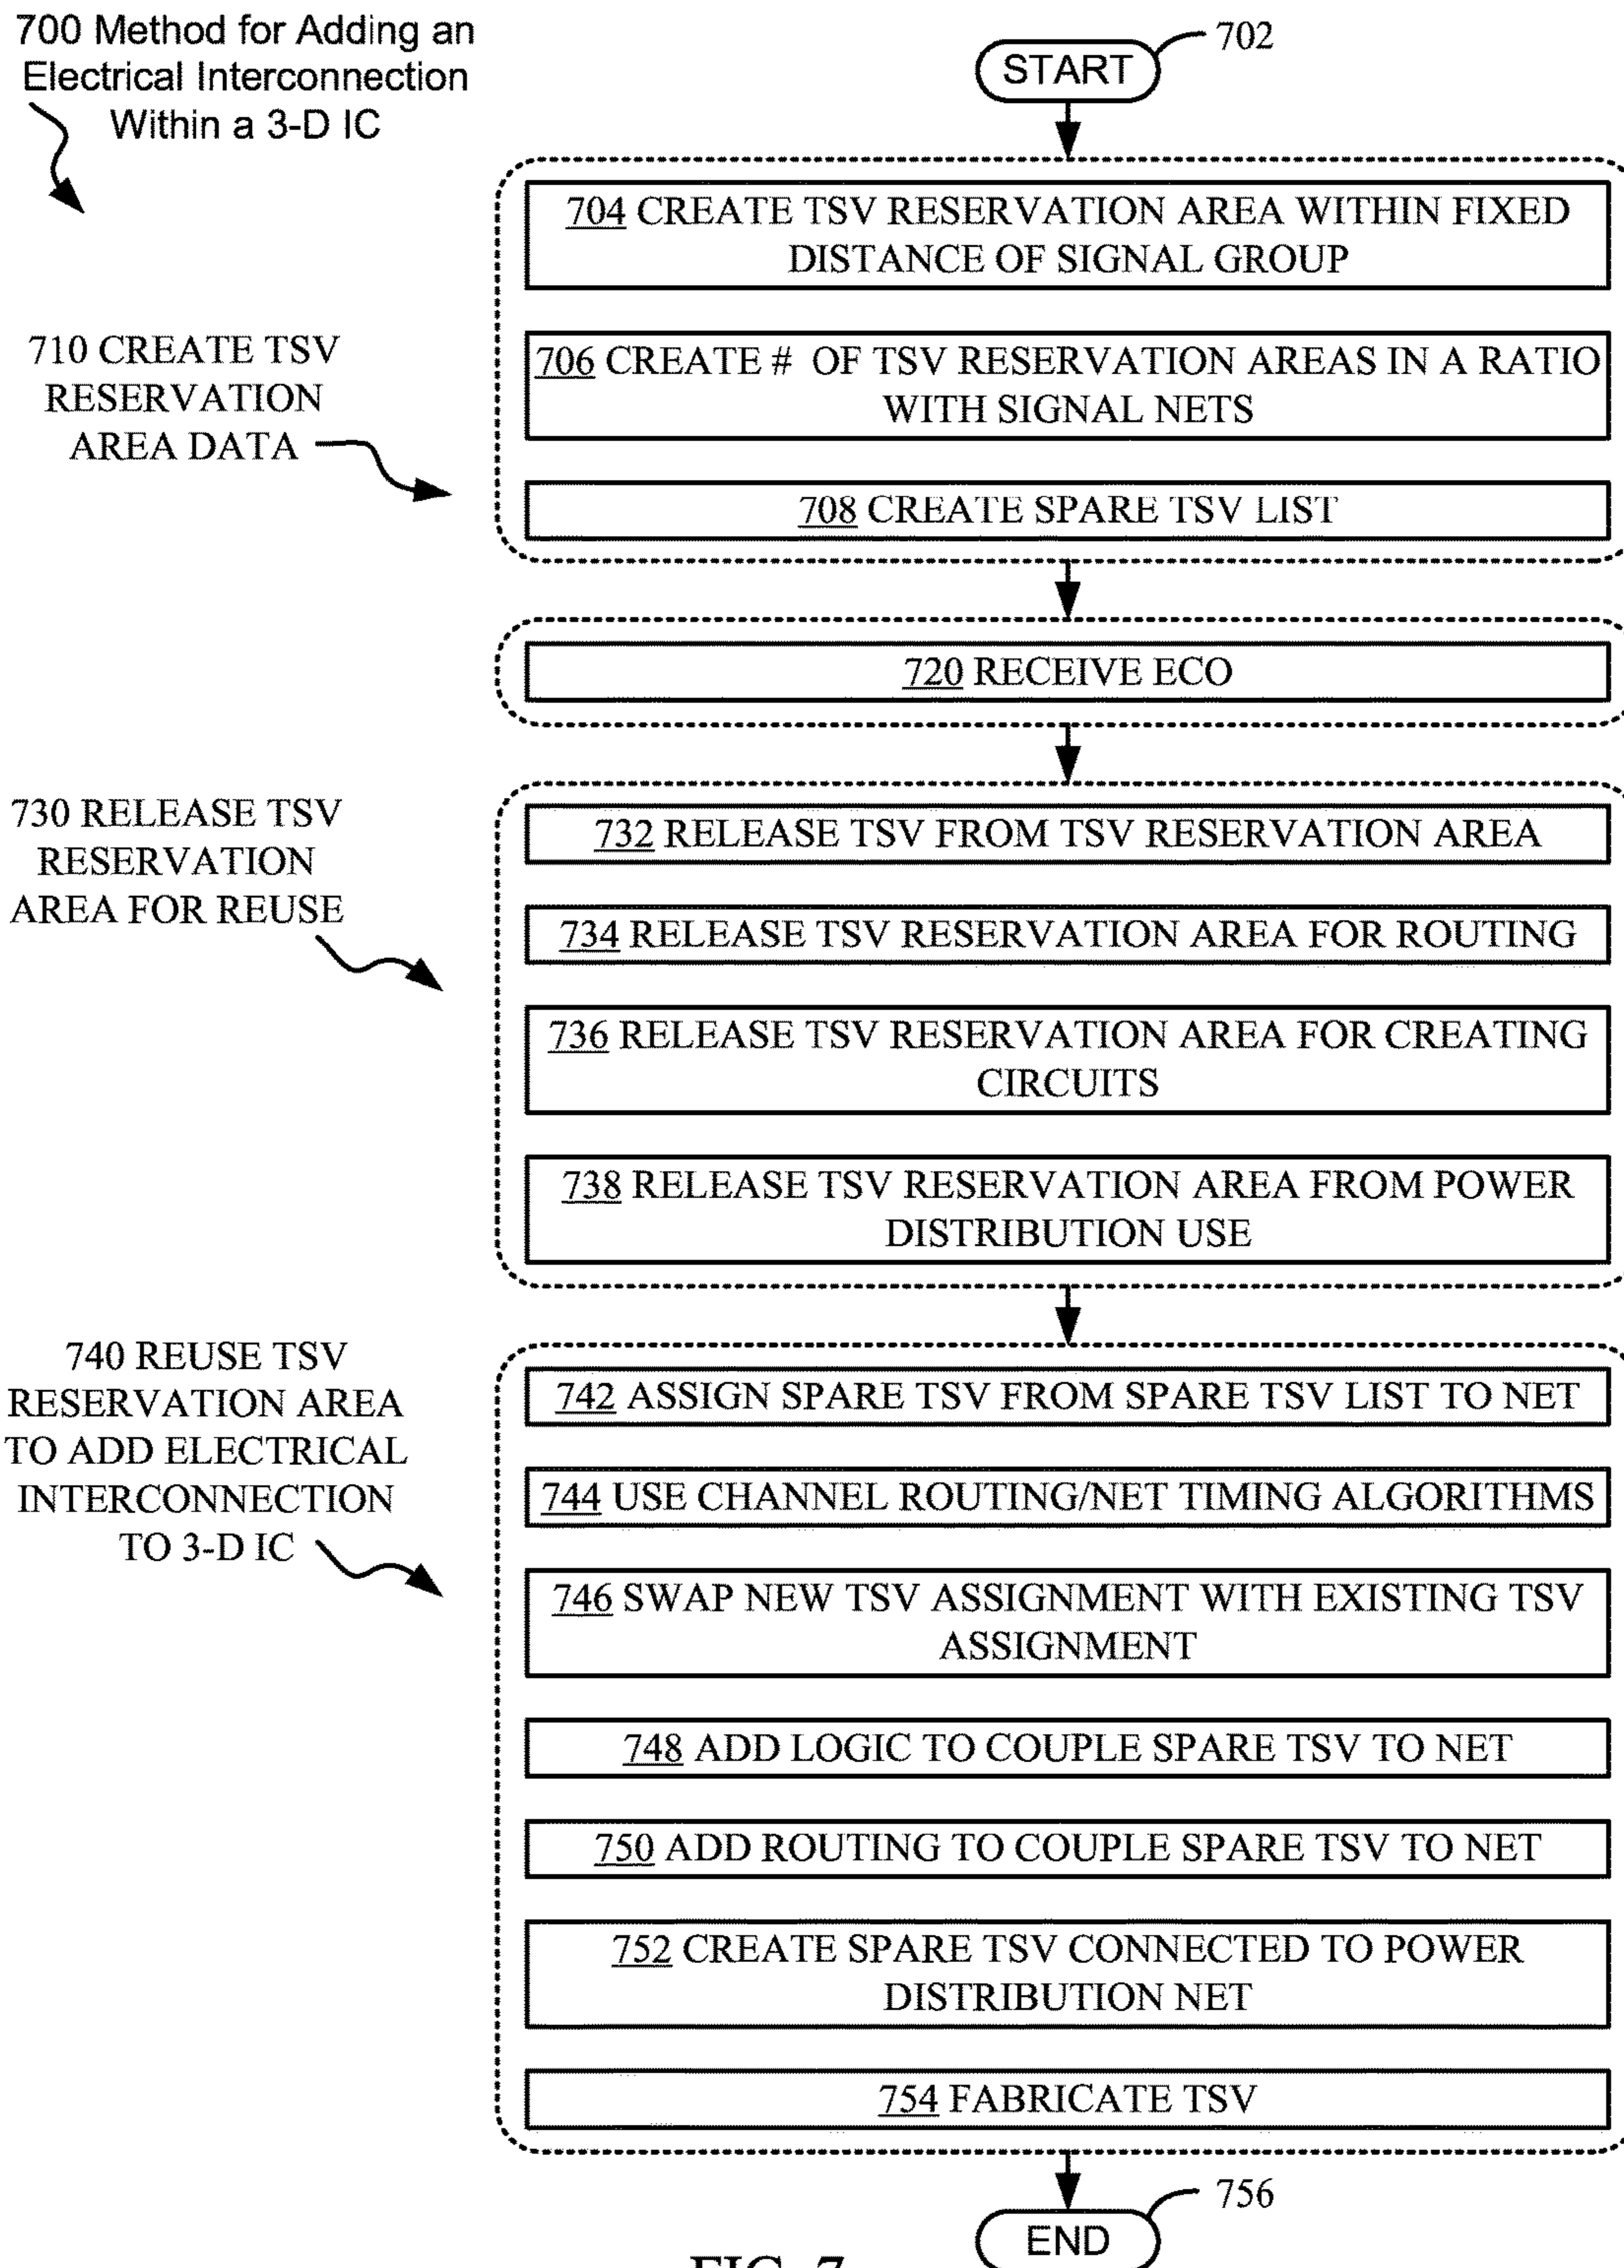 700 Method for Adding an
Electrical Interconnection
Within a 3-D IC
702
START
704 CREATE TSV RESERVATION AREA WITHIN FIXED
DISTANCE OF SIGNAL GROUP
706 CREATE # OF TSV RESERVATION AREAS IN A RATIO
WITH SIGNAL NETS
710 CREATE TSV
RESERVATION
AREA DATA
708 CREATE SPARE TSV LIST
720 RECEIVE ECO
730 RELEASE TSV
RESERVATION
AREA FOR REUSE
732 RELEASE TSV FROM TSV RESERVATION AREA
734 RELEASE TSV RESERVATION AREA FOR ROUTING
736 RELEASE TSV RESERVATION AREA FOR CREATING
CIRCUITS
738 RELEASE TSV RESERVATION AREA FROM POWER
DISTRIBUTION USE
740 REUSE TSV
RESERVATION AREA
TO ADD ELECTRICAL
INTERCONNECTION
TO 3-D IC
742 ASSIGN SPARE TSV FROM SPARE TSV LIST TO NET
744 USE CHANNEL ROUTING/NET TIMING ALGORITHMS
746 SWAP NEW TSV ASSIGNMENT WITH EXISTING TSV
ASSIGNMENT
748 ADD LOGIC TO COUPLE SPARE TSV TO NET
750 ADD ROUTING TO COUPLE SPARE TSV TO NET
752 CREATE SPARE TSV CONNECTED TO POWER
DISTRIBUTION NET
754 FABRICATE TSV
756
END
FIG. 7